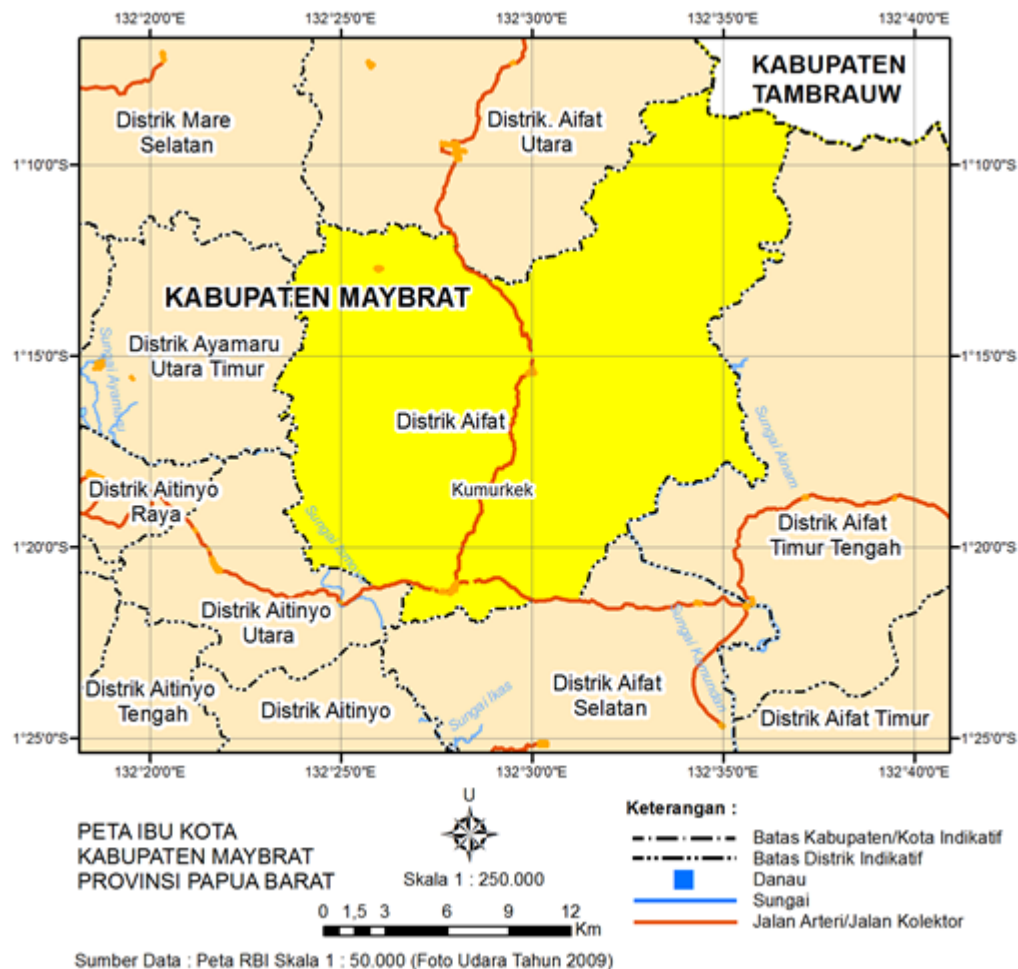 132°20'0"E 132°25'0"E 132°30'0"E 132°35'0"E 132°40'0"E
KABUPATEN
TAMBRAUW
Distrik Mare
Selatan
Distrik. Aifat
Utara
1°10'0"S 1°10'0"S
KABUPATEN MAYBRAT
Distrik Ayamaru
Utara Timur
Sungai Ayamaru
1°15'0"S 1°15'0"S
Distrik Aifat
Sungai Ainam
Kumurkek
Distrik Aitinyo
Raya
Sungai
Distrik Aifat
Timur Tengah
1°20'0"S 1°20'0"S
Distrik Aitinyo
Utara
Sungai Kamundan
Distrik Aitinyo
Tengah
Distrik Aitinyo
Sungai Ikas
Distrik Aifat
Selatan
Distrik Aifat Timur
1°25'0"S 1°25'0"S
132°20'0"E 132°25'0"E 132°30'0"E 132°35'0"E 132°40'0"E
PETA IBU KOTA
KABUPATEN MAYBRAT
PROVINSI PAPUA BARAT
U
Skala 1 : 250.000
0 1,5 3 6 9 12
Km
Keterangan :
Batas Kabupaten/Kota Indikatif
Batas Distrik Indikatif
Danau
Sungai
Jalan Arteri/Jalan Kolektor
Sumber Data : Peta RBI Skala 1 : 50.000 (Foto Udara Tahun 2009)